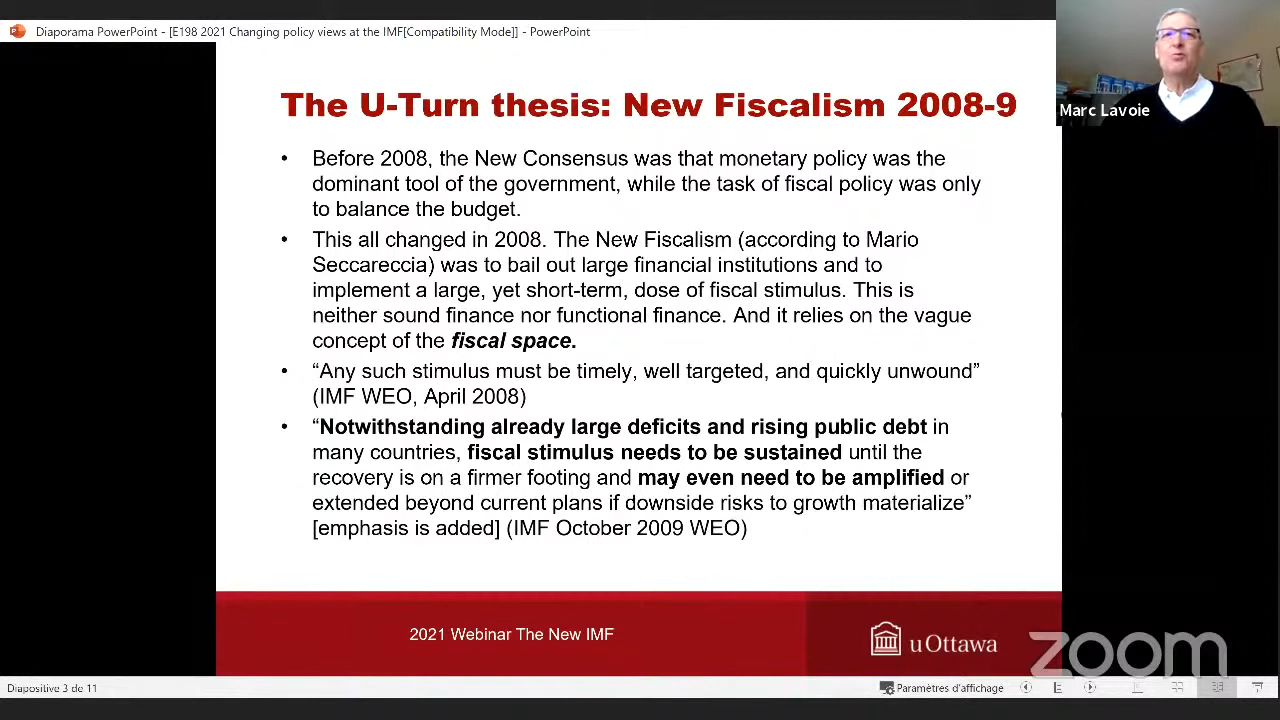 Diaporama PowerPoint - [E198 2021 Changing policy views at the IMF[Compatibility Mode]] - PowerPoint
Marc Lavoie
The U-Turn thesis: New Fiscalism 2008-9
• Before 2008, the New Consensus was that monetary policy was the
dominant tool of the government, while the task of fiscal policy was only
to balance the budget.
• This all changed in 2008. The New Fiscalism (according to Mario
Seccareccia) was to bail out large financial institutions and to
implement a large, yet short-term, dose of fiscal stimulus. This is
neither sound finance nor functional finance. And it relies on the vague
concept of the fiscal space.
• “Any such stimulus must be timely, well targeted, and quickly unwound”
(IMF WEO, April 2008)
• “Notwithstanding already large deficits and rising public debt in
many countries, fiscal stimulus needs to be sustained until the
recovery is on a firmer footing and may even need to be amplified or
extended beyond current plans if downside risks to growth materialize”
[emphasis is added] (IMF October 2009 WEO)
2021 Webinar The New IMF
uOttawa
zoom
Diapositive 3 de 11
Paramètres d'affichage